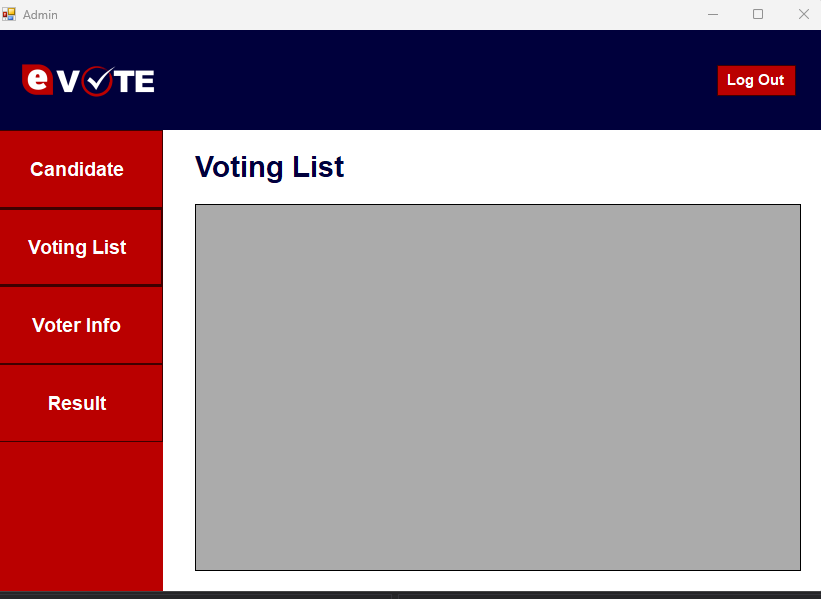 Admin
eVOTE
Log Out
Candidate
Voting List
Voting List
Voter Info
Result